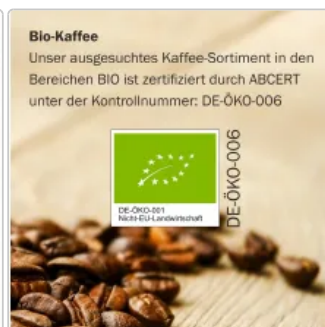 Bio-Kaffee
Unser ausgesuchtes Kaffee-Sortiment in den
Bereichen BIO ist zertifiziert durch ABCERT
unter der Kontrollnummer: DE-ÖKO-006
DE-ÖKO-001
Nicht-EU-Landwirtschaft
DE-ÖKO-006